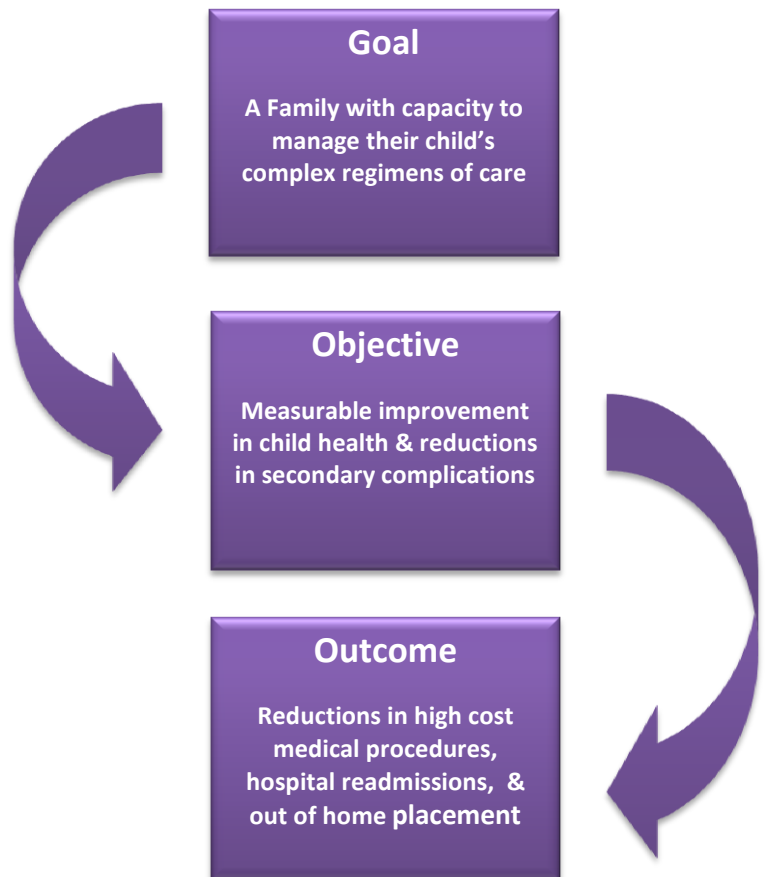 Goal
A Family with capacity to
manage their child’s
complex regimens of care
Objective
Measurable improvement
in child health & reductions
in secondary complications
Outcome
Reductions in high cost
medical procedures,
hospital readmissions, &
out of home placement